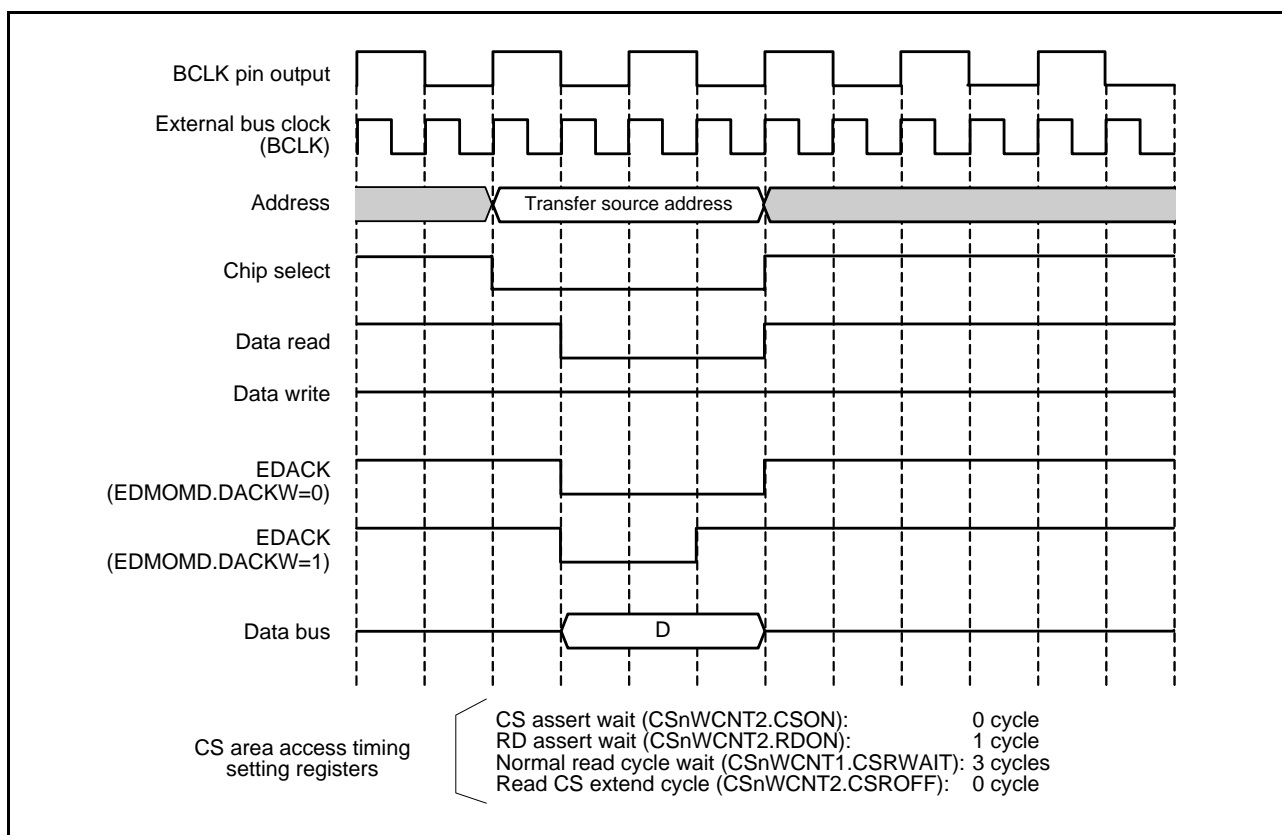 BCLK pin output
External bus clock
(BCLK)
Address
Transfer source address
Chip select
Data read
Data write
EDACK
(EDMOMD.DACKW=0)
EDACK
(EDMOMD.DACKW=1)
Data bus
D
CS area access timing
setting registers
CS assert wait (CSnWCNT2.CSON): 0 cycle
RD assert wait (CSnWCNT2.RDON): 1 cycle
Normal read cycle wait (CSnWCNT1.CSRWAIT): 3 cycles
Read CS extend cycle (CSnWCNT2.CSROFF): 0 cycle